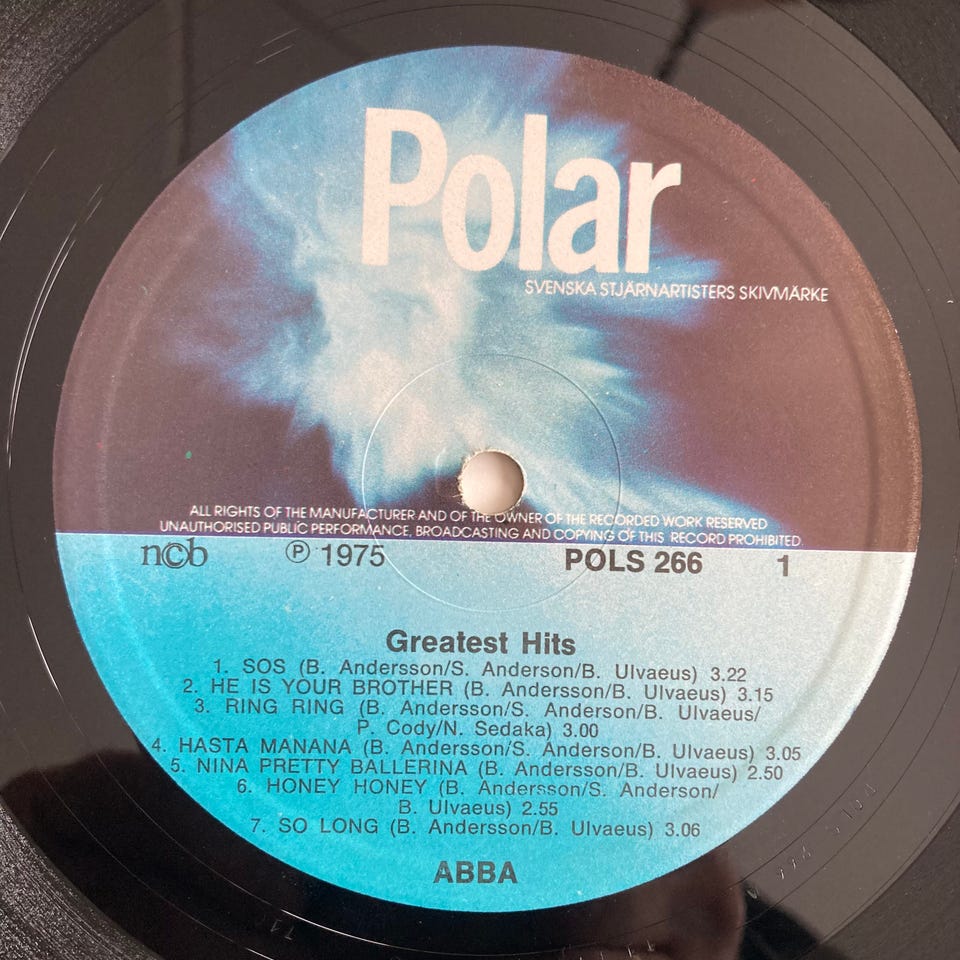 Polar
SVENSKA STJÄRNARTISTERS SKIVMÄRKE
ALL RIGHTS OF THE MANUFACTURER AND OF THE OWNER OF THE RECORDED WORK RESERVED
UNAUTHORISED PUBLIC PERFORMANCE, BROADCASTING AND COPYING OF THIS RECORD PROHIBITED.
n©b ℗ 1975 POLS 266 1
Greatest Hits
1. SOS (B. Andersson/S. Anderson/B. Ulvaeus) 3.22
2. HE IS YOUR BROTHER (B. Andersson/B. Ulvaeus) 3.15
3. RING RING (B. Andersson/S. Anderson/B. Ulvaeus/
P. Cody/N. Sedaka) 3.00
4. HASTA MANANA (B. Andersson/S. Anderson/B. Ulvaeus) 3.05
5. NINA PRETTY BALLERINA (B. Andersson/B. Ulvaeus) 2.50
6. HONEY HONEY (B. Andersson/S. Anderson/
B. Ulvaeus) 2.55
7. SO LONG (B. Andersson/B. Ulvaeus) 3.06
ABBA